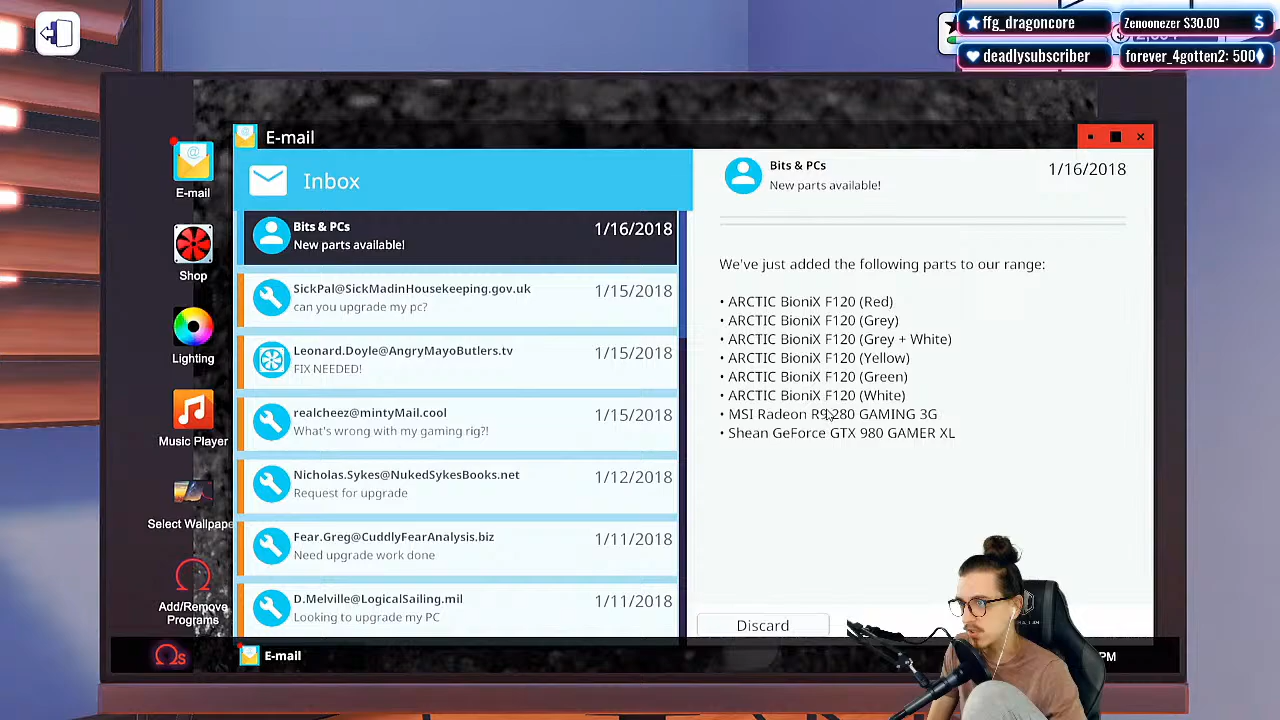 ffg_dragoncore
Zenoonezer $30.00
$
deadlysubscriber
forever_4gotten2: 500
E-mail
Inbox
Bits & PCs
New parts available!
1/16/2018
SickPal@SickMadinHousekeeping.gov.uk
can you upgrade my pc?
1/15/2018
Leonard.Doyle@AngryMayoButlers.tv
FIX NEEDED!
1/15/2018
realcheez@mintyMail.cool
What's wrong with my gaming rig?!
1/15/2018
Nicholas.Sykes@NukedSykesBooks.net
Request for upgrade
1/12/2018
Fear.Greg@CuddlyFearAnalysis.biz
Need upgrade work done
1/11/2018
D.Melville@LogicalSailing.mil
Looking to upgrade my PC
1/11/2018
Bits & PCs
New parts available!
1/16/2018
We've just added the following parts to our range:
• ARCTIC BioniX F120 (Red)
• ARCTIC BioniX F120 (Grey)
• ARCTIC BioniX F120 (Grey + White)
• ARCTIC BioniX F120 (Yellow)
• ARCTIC BioniX F120 (Green)
• ARCTIC BioniX F120 (White)
• MSI Radeon R9 280 GAMING 3G
• Shean GeForce GTX 980 GAMER XL
Discard
E-mail
Shop
Lighting
Music Player
Select Wallpape
Add/Remove
Programs
Ωs
E-mail
PM